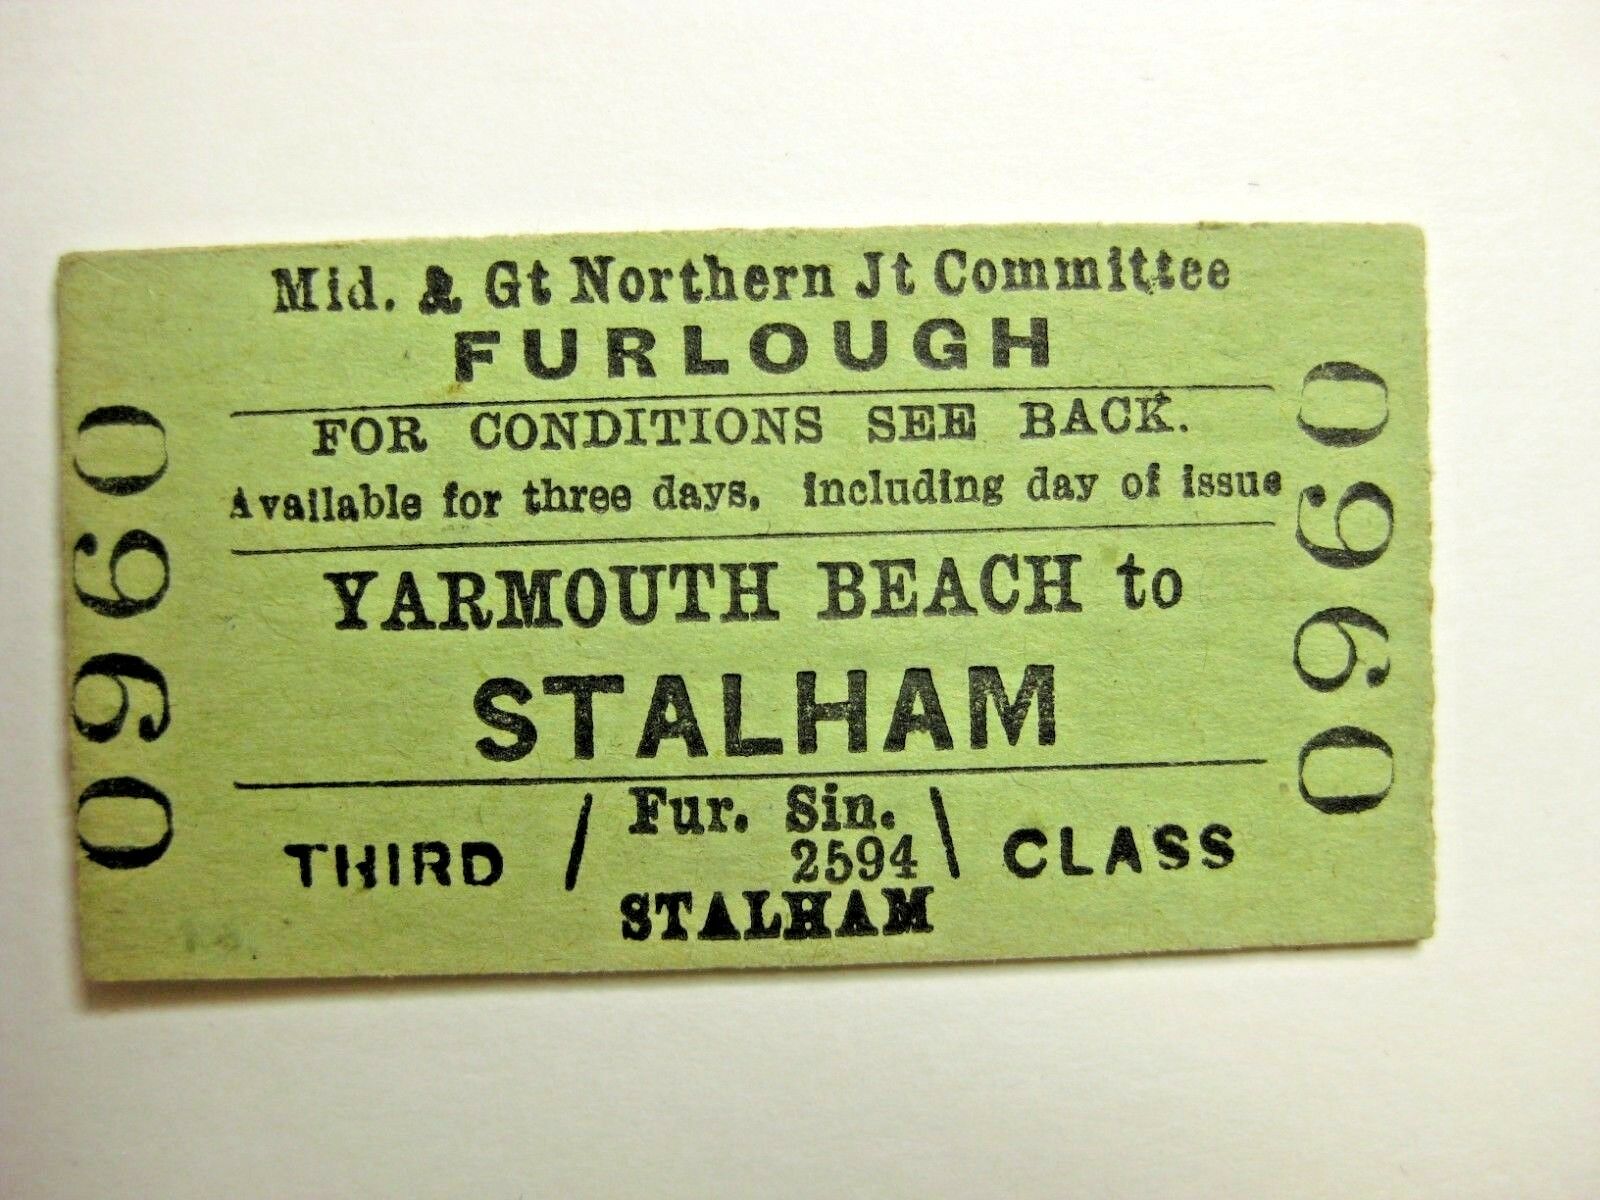 Mid. & Gt Northern Jt Committee
FURLOUGH
FOR CONDITIONS SEE BACK.
Available for three days, including day of issue
YARMOUTH BEACH to
STALHAM
THIRD / Fur. Sin. 2594 \ CLASS
STALHAM
0960
0960